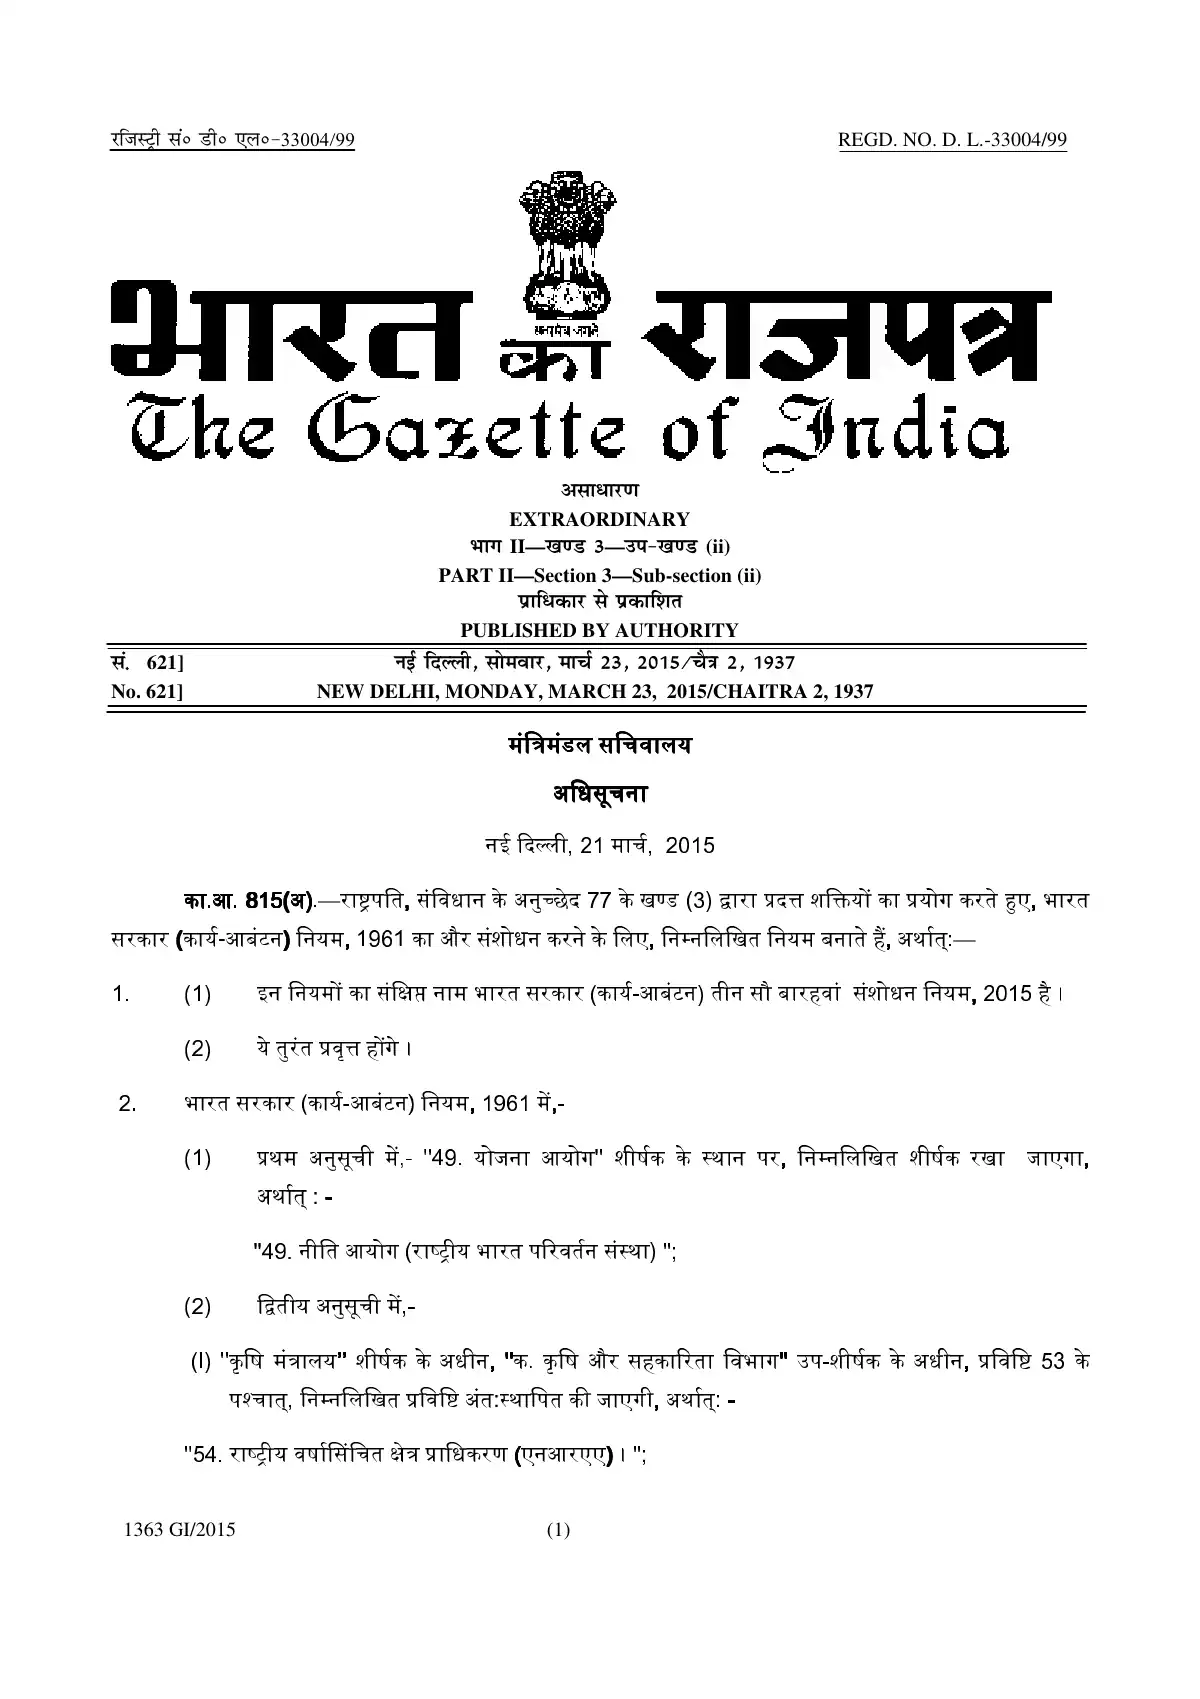 रजिस्ट्री सं० डी० एल०-33004/99
REGD. NO. D. L.-33004/99
भारत का राजपत्र
The Gazette of India
असाधारण
EXTRAORDINARY
भाग II—खण्ड 3—उप-खण्ड (ii)
PART II—Section 3—Sub-section (ii)
प्राधिकार से प्रकाशित
PUBLISHED BY AUTHORITY
सं. 621] नई दिल्ली, सोमवार, मार्च 23, 2015/चैत्र 2, 1937
No. 621] NEW DELHI, MONDAY, MARCH 23, 2015/CHAITRA 2, 1937
मंत्रिमंडल सचिवालय
अधिसूचना
नई दिल्ली, 21 मार्च, 2015
का.आ. 815(अ).—राष्ट्रपति, संविधान के अनुच्छेद 77 के खण्ड (3) द्वारा प्रदत्त शक्तियों का प्रयोग करते हुए, भारत
सरकार (कार्य-आबंटन) नियम, 1961 का और संशोधन करने के लिए, निम्नलिखित नियम बनाते हैं, अर्थात्:—
1. (1) इन नियमों का संक्षिप्त नाम भारत सरकार (कार्य-आबंटन) तीन सौ बारहवां संशोधन नियम, 2015 है ।
(2) ये तुरंत प्रवृत्त होंगे ।
2. भारत सरकार (कार्य-आबंटन) नियम, 1961 में,-
(1) प्रथम अनुसूची में,- "49. योजना आयोग" शीर्षक के स्थान पर, निम्नलिखित शीर्षक रखा जाएगा,
अर्थात् : -
"49. नीति आयोग (राष्ट्रीय भारत परिवर्तन संस्था) ";
(2) द्वितीय अनुसूची में,-
(I) "कृषि मंत्रालय" शीर्षक के अधीन, "क. कृषि और सहकारिता विभाग" उप-शीर्षक के अधीन, प्रविष्टि 53 के
पश्चात्, निम्नलिखित प्रविष्टि अंत:स्थापित की जाएगी, अर्थात्: -
"54. राष्ट्रीय वर्षासिंचित क्षेत्र प्राधिकरण (एनआरएए) । ";
1363 GI/2015 (1)